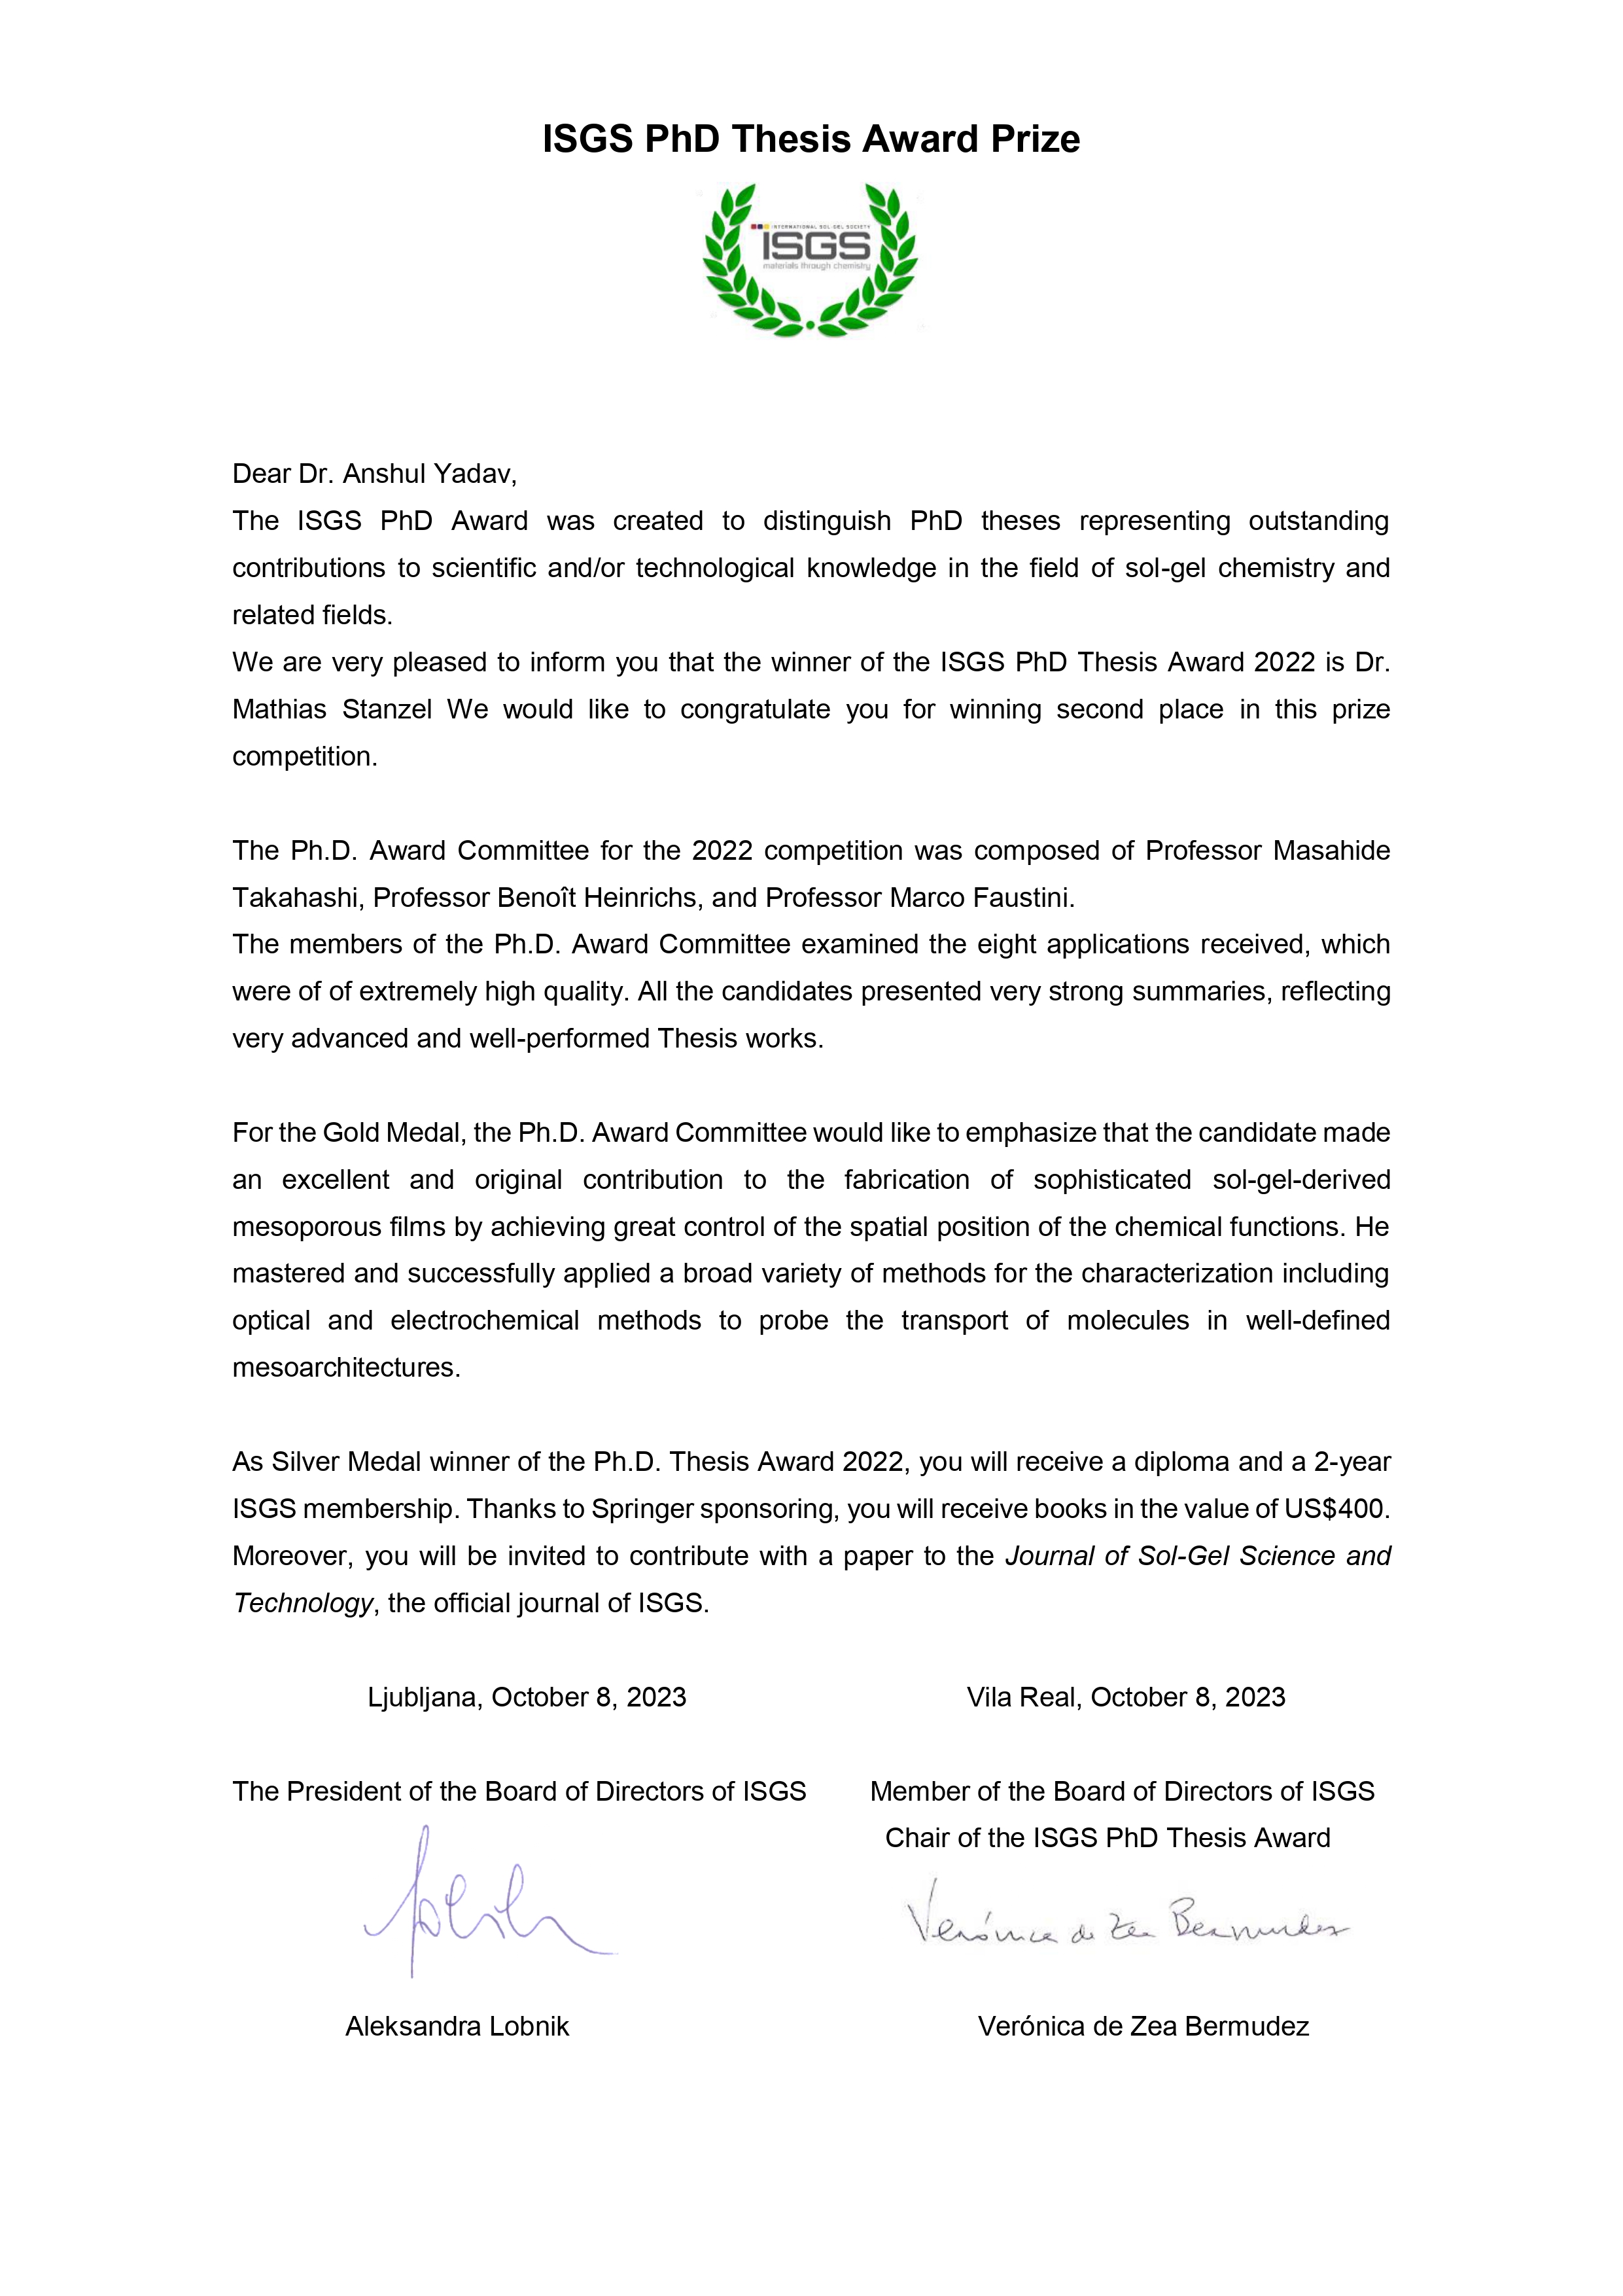 ISGS PhD Thesis Award Prize
INTERNATIONAL SOL-GEL SOCIETY
ISGS
materials through chemistry
Dear Dr. Anshul Yadav,
The ISGS PhD Award was created to distinguish PhD theses representing outstanding
contributions to scientific and/or technological knowledge in the field of sol-gel chemistry and
related fields.
We are very pleased to inform you that the winner of the ISGS PhD Thesis Award 2022 is Dr.
Mathias Stanzel We would like to congratulate you for winning second place in this prize
competition.
The Ph.D. Award Committee for the 2022 competition was composed of Professor Masahide
Takahashi, Professor Benoît Heinrichs, and Professor Marco Faustini.
The members of the Ph.D. Award Committee examined the eight applications received, which
were of of extremely high quality. All the candidates presented very strong summaries, reflecting
very advanced and well-performed Thesis works.
For the Gold Medal, the Ph.D. Award Committee would like to emphasize that the candidate made
an excellent and original contribution to the fabrication of sophisticated sol-gel-derived
mesoporous films by achieving great control of the spatial position of the chemical functions. He
mastered and successfully applied a broad variety of methods for the characterization including
optical and electrochemical methods to probe the transport of molecules in well-defined
mesoarchitectures.
As Silver Medal winner of the Ph.D. Thesis Award 2022, you will receive a diploma and a 2-year
ISGS membership. Thanks to Springer sponsoring, you will receive books in the value of US$400.
Moreover, you will be invited to contribute with a paper to the Journal of Sol-Gel Science and
Technology, the official journal of ISGS.
Ljubljana, October 8, 2023 Vila Real, October 8, 2023
The President of the Board of Directors of ISGS Member of the Board of Directors of ISGS
Chair of the ISGS PhD Thesis Award
Verónica de Zea Bermudez
Aleksandra Lobnik Verónica de Zea Bermudez